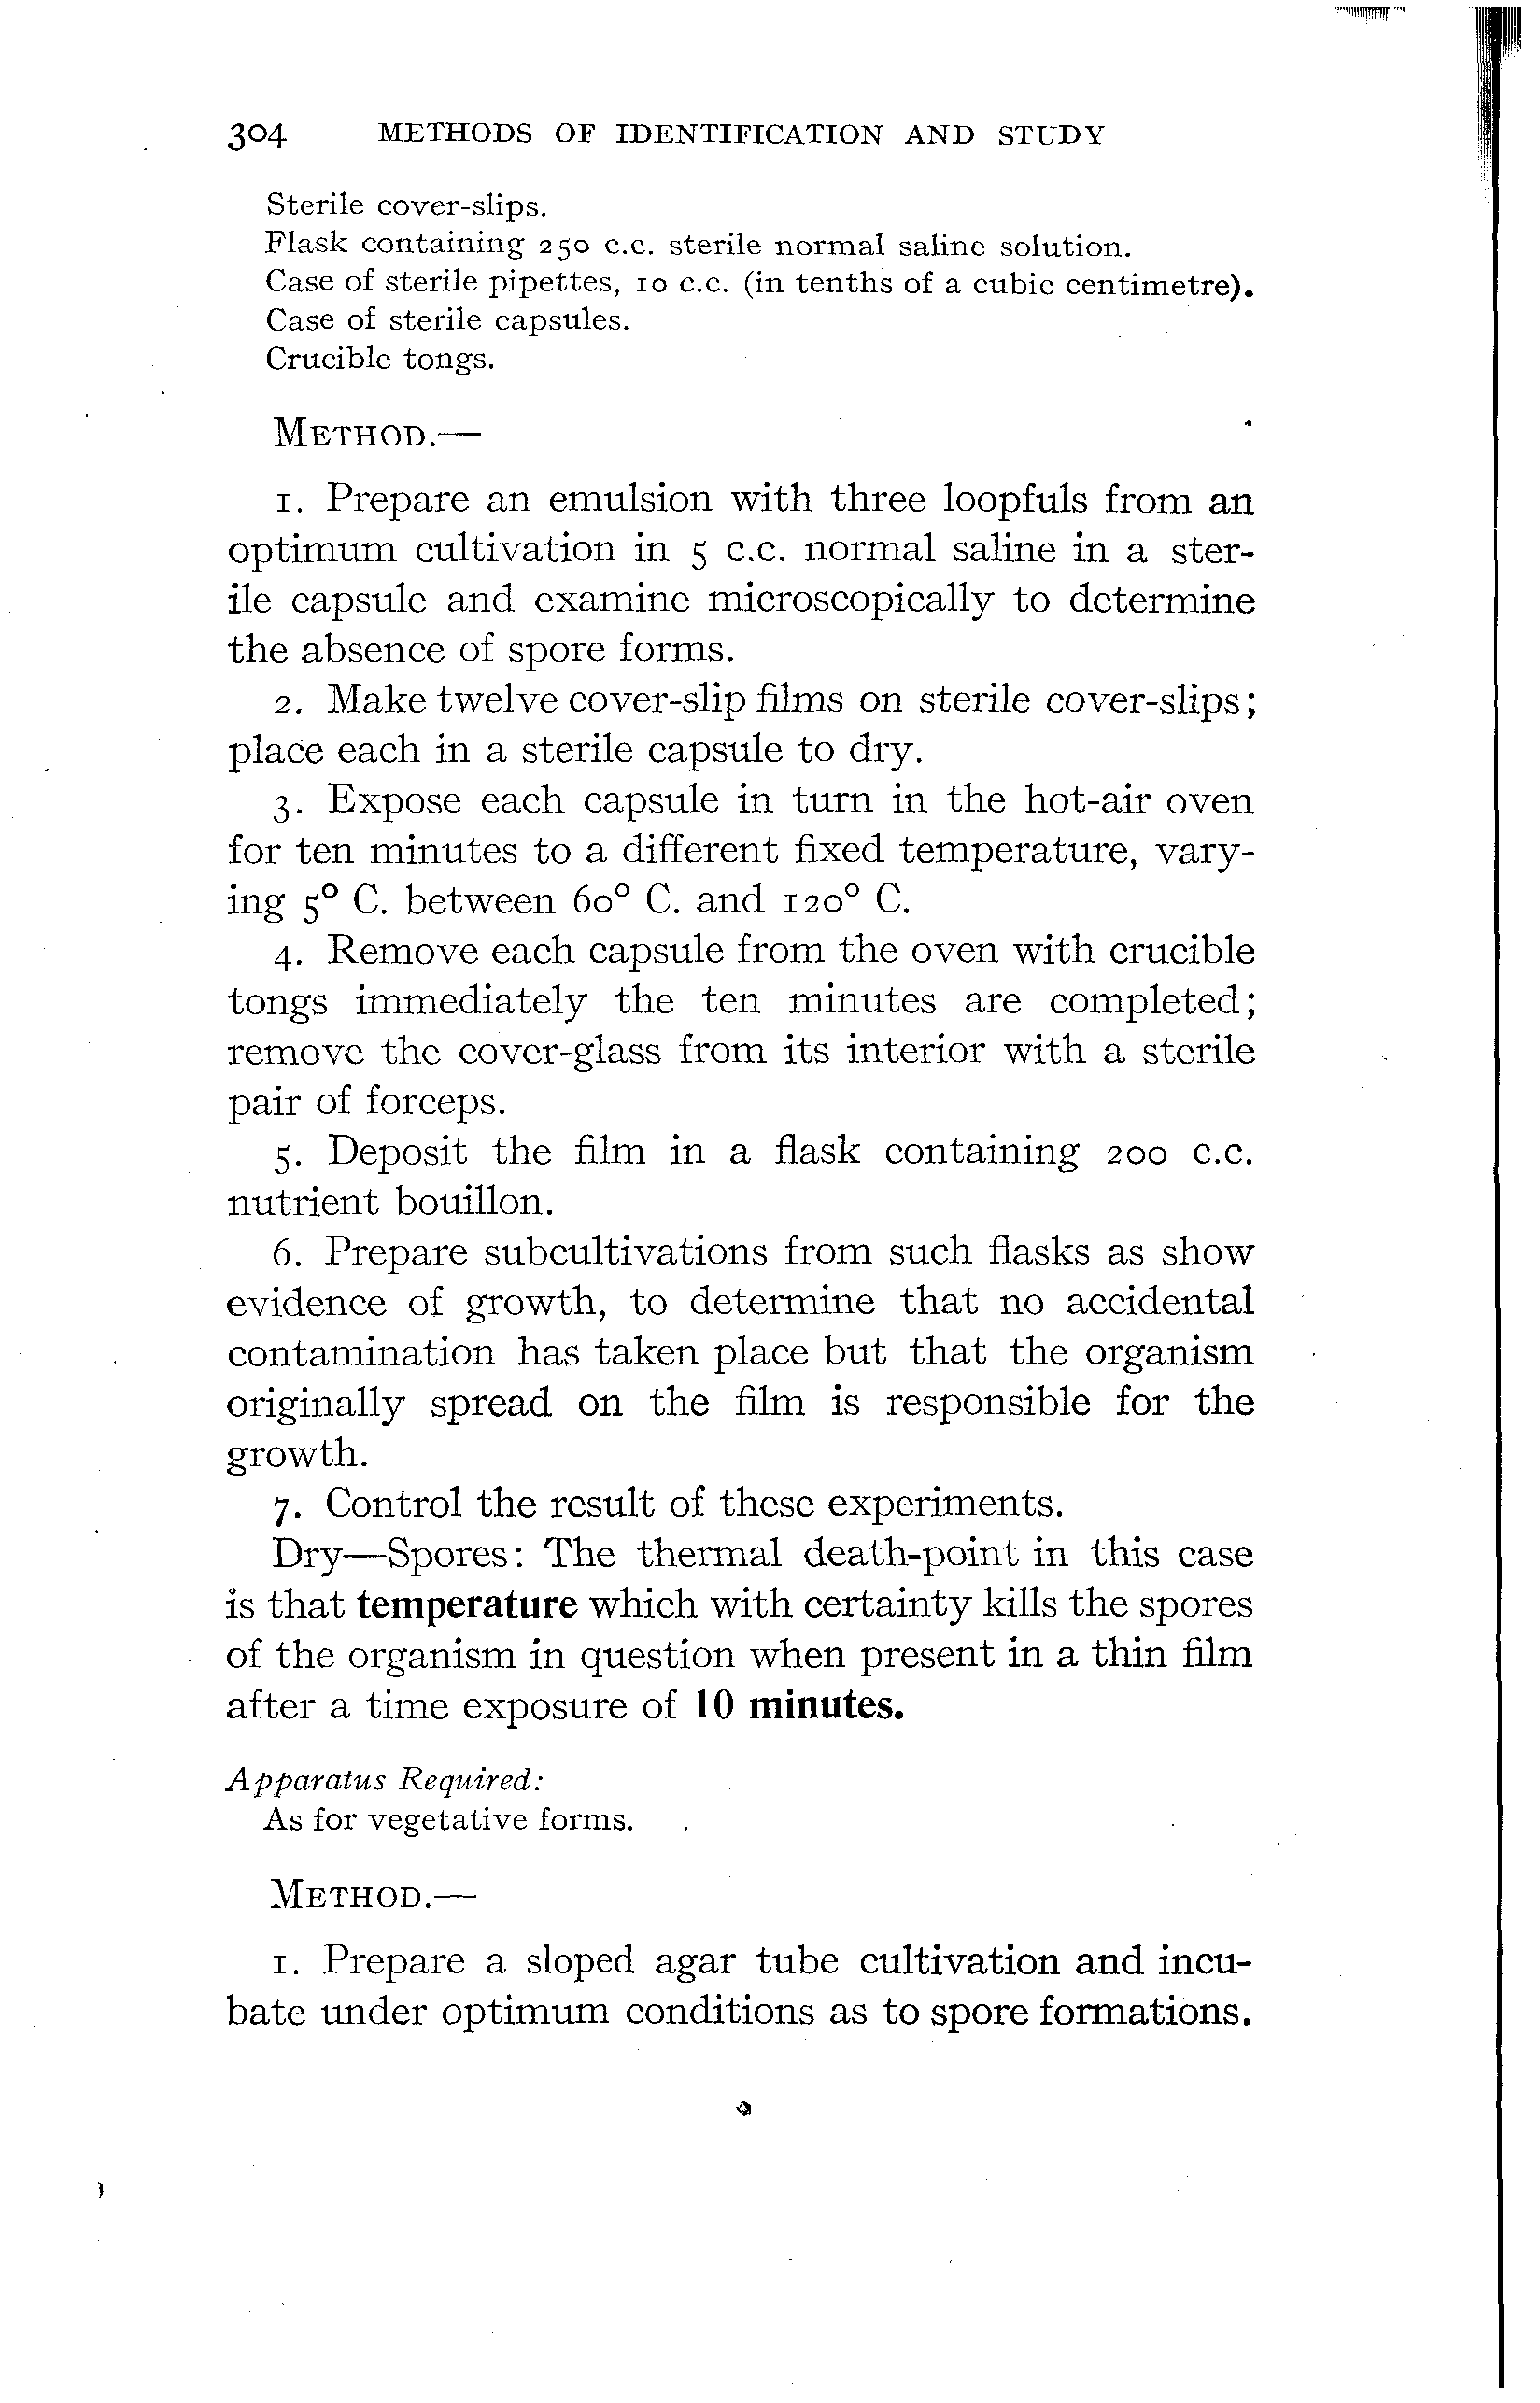 304 METHODS OF IDENTIFICATION AND STUDY
Sterile cover-slips.
Flask containing 250 c.c. sterile normal saline solution.
Case of sterile pipettes, 10 c.c. (in tenths of a cubic centimetre).
Case of sterile capsules.
Crucible tongs.
METHOD.—
1. Prepare an emulsion with three loopfuls from an
optimum cultivation in 5 c.c. normal saline in a ster-
ile capsule and examine microscopically to determine
the absence of spore forms.
2. Make twelve cover-slip films on sterile cover-slips;
place each in a sterile capsule to dry.
3. Expose each capsule in turn in the hot-air oven
for ten minutes to a different fixed temperature, vary-
ing 5° C. between 60° C. and 120° C.
4. Remove each capsule from the oven with crucible
tongs immediately the ten minutes are completed;
remove the cover-glass from its interior with a sterile
pair of forceps.
5. Deposit the film in a flask containing 200 c.c.
nutrient bouillon.
6. Prepare subcultivations from such flasks as show
evidence of growth, to determine that no accidental
contamination has taken place but that the organism
originally spread on the film is responsible for the
growth.
7. Control the result of these experiments.
Dry—Spores: The thermal death-point in this case
is that temperature which with certainty kills the spores
of the organism in question when present in a thin film
after a time exposure of 10 minutes.
Apparatus Required:
As for vegetative forms.
METHOD.—
1. Prepare a sloped agar tube cultivation and incu-
bate under optimum conditions as to spore formations.